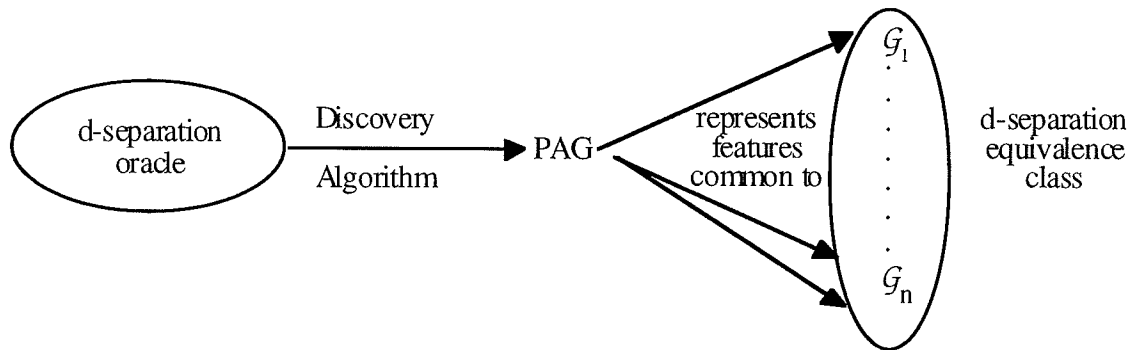 d-separation
oracle
Discovery
Algorithm
PAG
represents
features
common to
𝒢₁
.
.
.
.
.
.
.
𝒢n
d-separation
equivalence
class